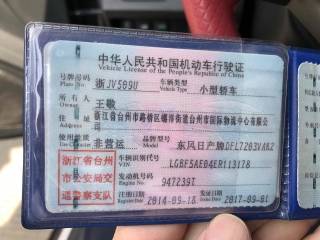 中华人民共和国机动车行驶证
Vehicle License of the People's Republic of China
号牌号码 浙JV599U 车辆类型 小型轿车
Plate No. Vehicle Type
所有人 王敬
Owner
住址 浙江省台州市路桥区螺洋街道台州市国际物流中心有限公
Address
使用性质 非营运 品牌型号 东风日产牌DFL7203VAK2
Use Character Model
浙江省台州 车辆识别代号 LGBF5AE04ER113178
VIN
市公安局交 发动机号码 947239T
Engine No.
通警察支队 注册日期 2014-09-18 发证日期 2017-09-01
Register Date Issue Date